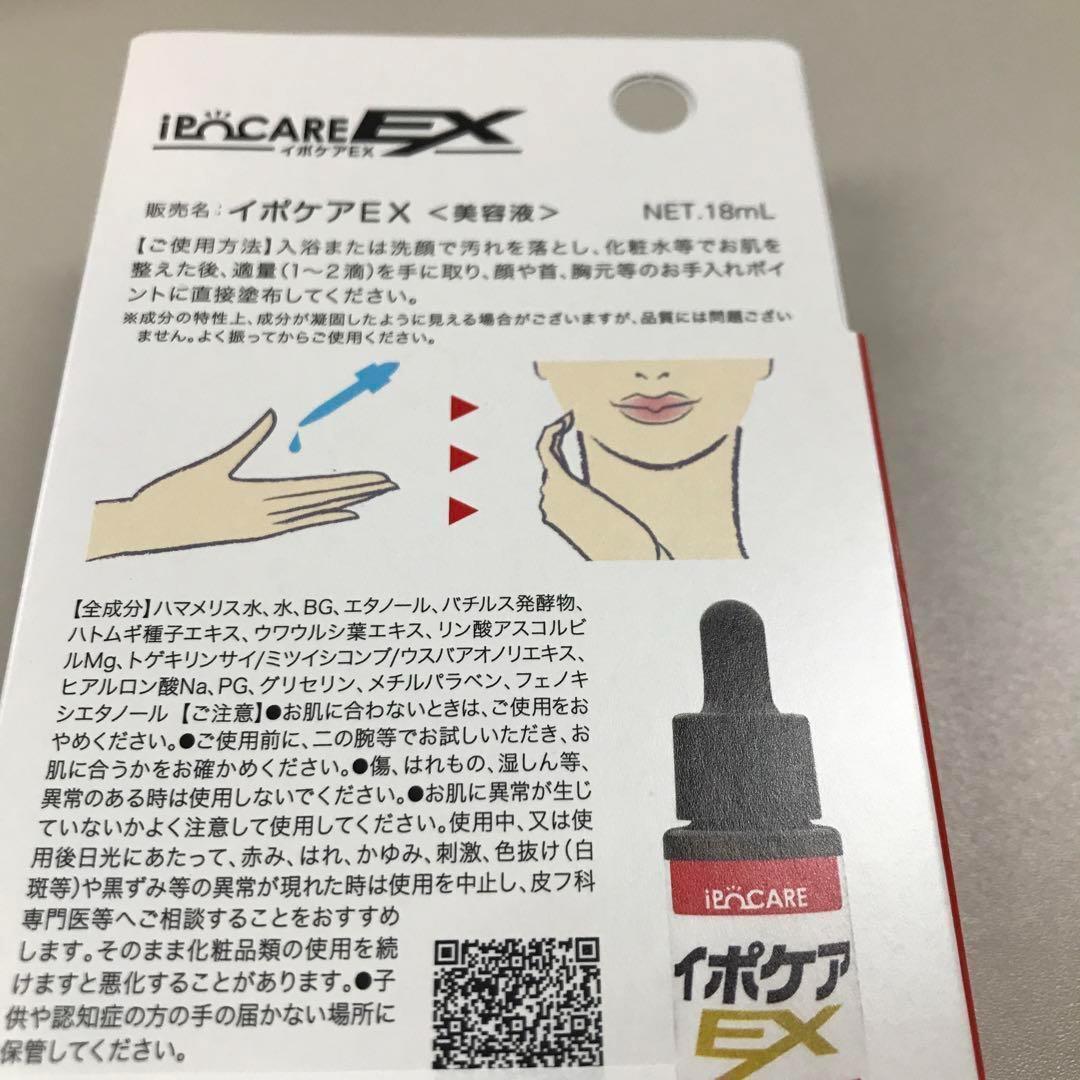 iPOCARE EX
イポケアEX
販売名:イポケアEX <美容液> NET.18mL
【ご使用方法】入浴または洗顔で汚れを落とし、化粧水等でお肌を
整えた後、適量(1〜2滴)を手に取り、顔や首、胸元等のお手入れポイ
ントに直接塗布してください。
※成分の特性上、成分が凝固したように見える場合がございますが、品質には問題ござい
ません。よく振ってからご使用ください。
【全成分】ハマメリス水、水、BG、エタノール、バチルス発酵物、
ハトムギ種子エキス、ウワウルシ葉エキス、リン酸アスコルビ
ルMg、トゲキリンサイ/ミツイシコンブ/ウスバアオノリエキス、
ヒアルロン酸Na、PG、グリセリン、メチルパラベン、フェノキ
シエタノール【ご注意】●お肌に合わないときは、ご使用をお
やめください。●ご使用前に、二の腕等でお試しいただき、お
肌に合うかをお確かめください。●傷、はれもの、湿しん等、
異常のある時は使用しないでください。●お肌に異常が生じ
ていないかよく注意して使用してください。使用中、又は使
用後日光にあたって、赤み、はれ、かゆみ、刺激、色抜け(白
斑等)や黒ずみ等の異常が現れた時は使用を中止し、皮フ科
専門医等へご相談することをおすすめ
します。そのまま化粧品類の使用を続
けますと悪化することがあります。●子
供や認知症の方の手の届かない場所に
保管してください。
iPOCARE
イポケア
EX